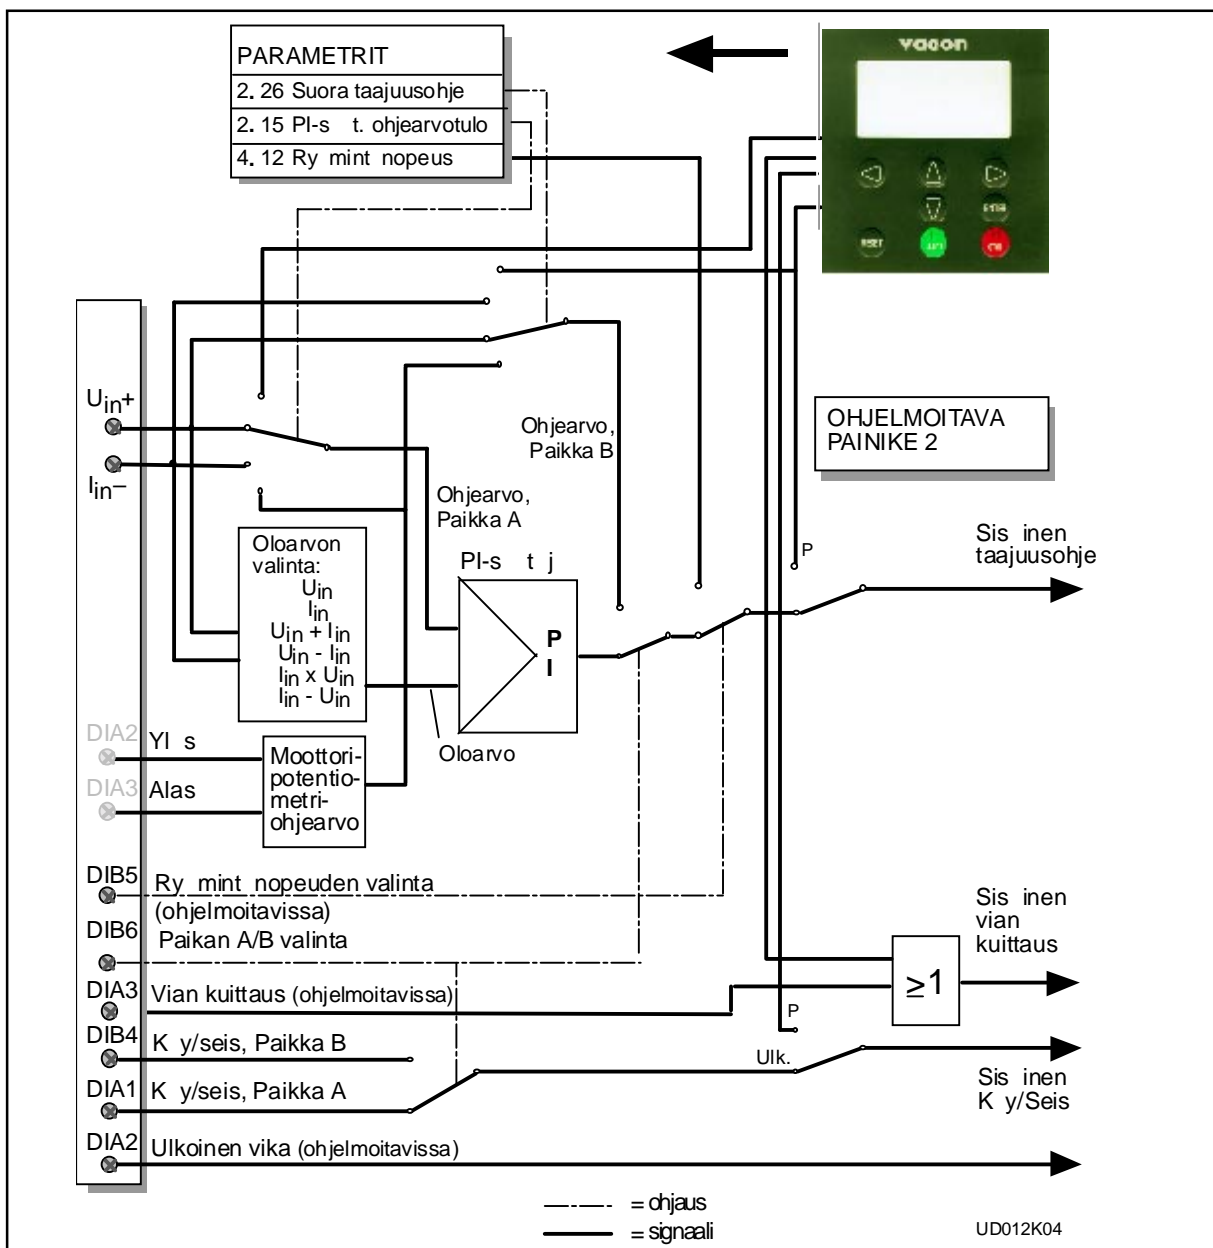 vacon
PARAMETRIT
2. 26 Suora taajuusohje
2. 15 PI-s t. ohjearvotulo
4. 12 Ry mint nopeus
RESET
Uin+
Iin–
Ohjearvo,
Paikka B
OHJELMOITAVA
PAINIKE 2
Ohjearvo,
Paikka A
Oloarvon
valinta:
Uin
Iin
Uin + Iin
Uin - Iin
Iin x Uin
Iin - Uin
PI-s t j
P
I
P
Sis inen
taajuusohje
Oloarvo
DIA2
Yl s
DIA3
Alas
Moottori-
potentio-
metri-
ohjearvo
DIB5
Ry mint nopeuden valinta
(ohjelmoitavissa)
DIB6
Paikan A/B valinta
Sis inen
vian
kuittaus
≥1
DIA3
Vian kuittaus (ohjelmoitavissa)
P
DIB4
K y/seis, Paikka B
Ulk.
DIA1
K y/seis, Paikka A
Sis inen
K y/Seis
DIA2
Ulkoinen vika (ohjelmoitavissa)
= ohjaus
= signaali
UD012K04